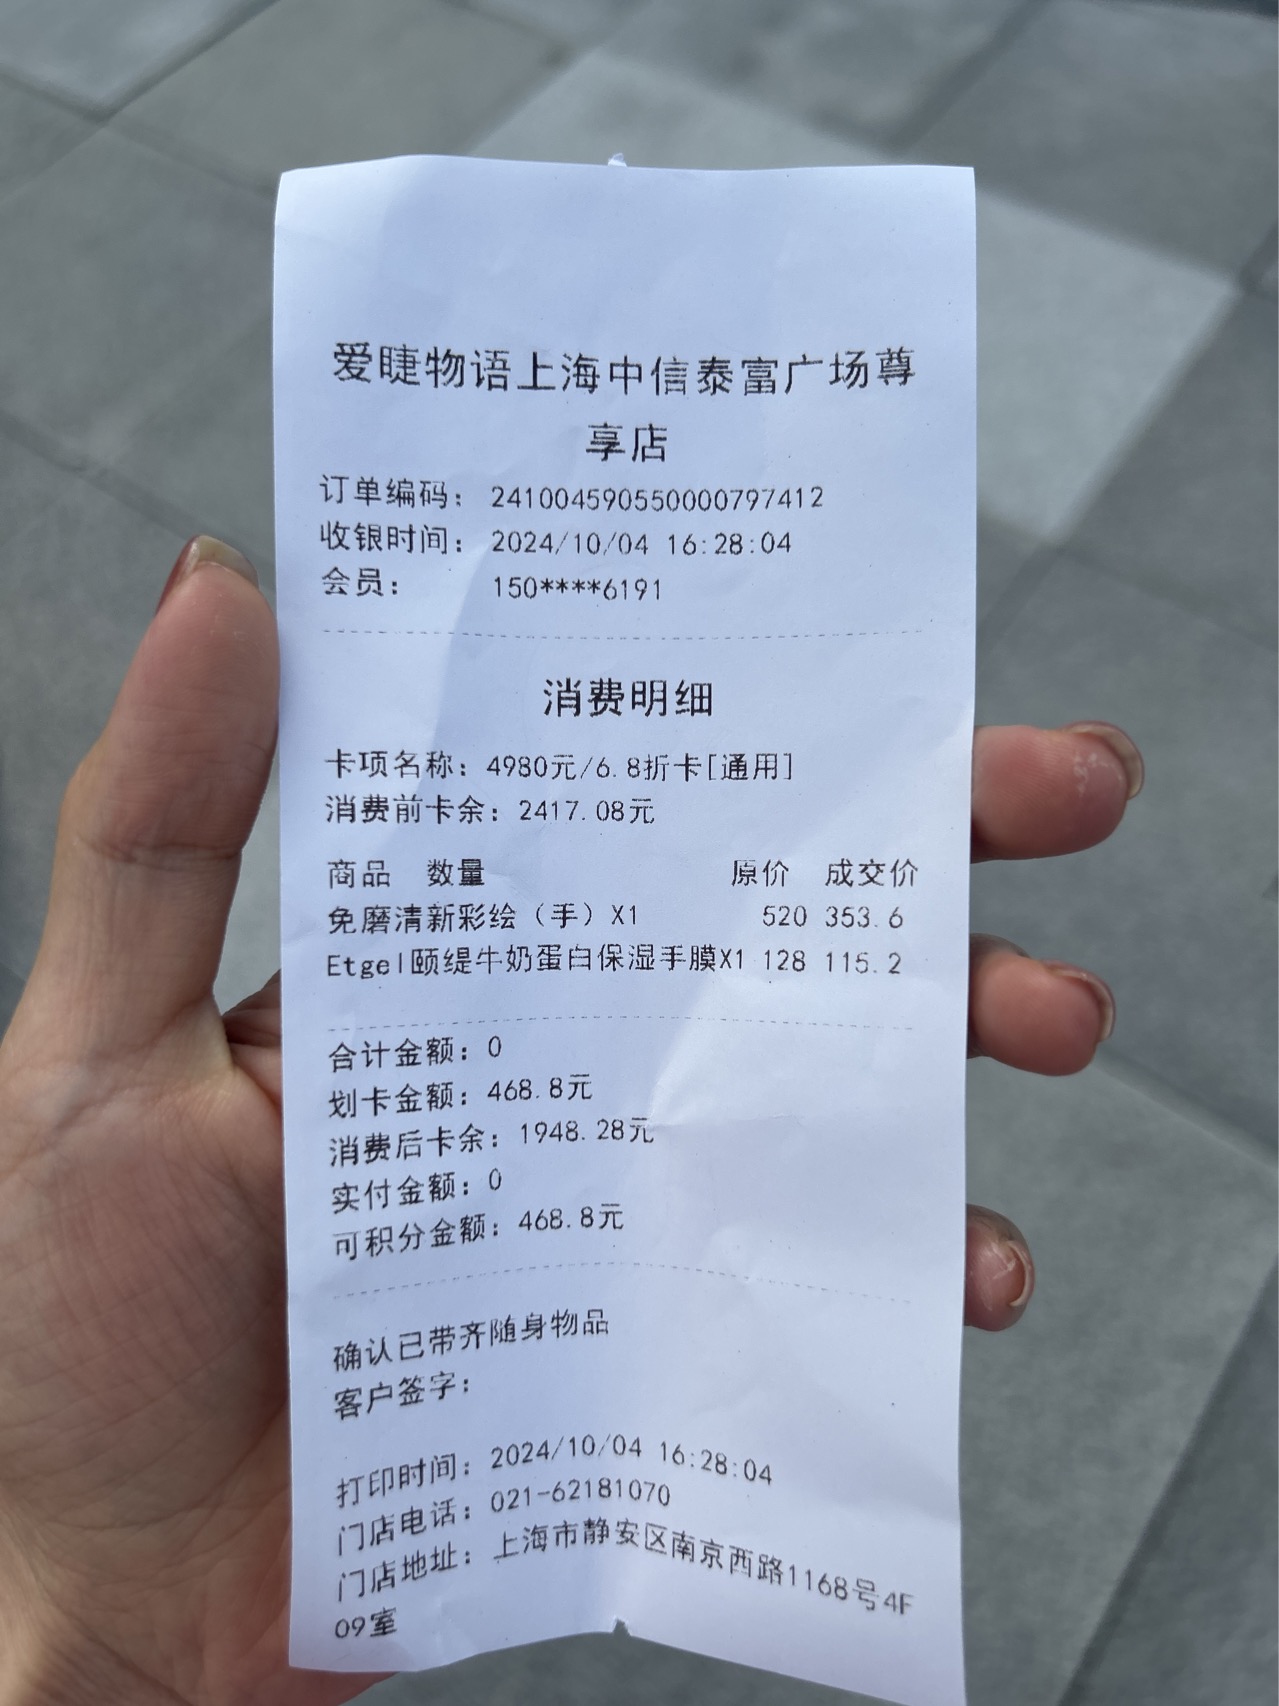 爱睫物语上海中信泰富广场尊
享店
订单编码： 241004590550000797412
收银时间： 2024/10/04 16:28:04
会员： 150****6191
消费明细
卡项名称：4980元/6.8折卡[通用]
消费前卡余：2417.08元
商品 数量 原价 成交价
免磨清新彩绘（手）X1 520 353.6
Etgel颐缇牛奶蛋白保湿手膜X1 128 115.2
合计金额：0
划卡金额：468.8元
消费后卡余：1948.28元
实付金额：0
可积分金额：468.8元
确认已带齐随身物品
客户签字：
打印时间：2024/10/04 16:28:04
门店电话：021-62181070
门店地址：上海市静安区南京西路1168号4F
09室